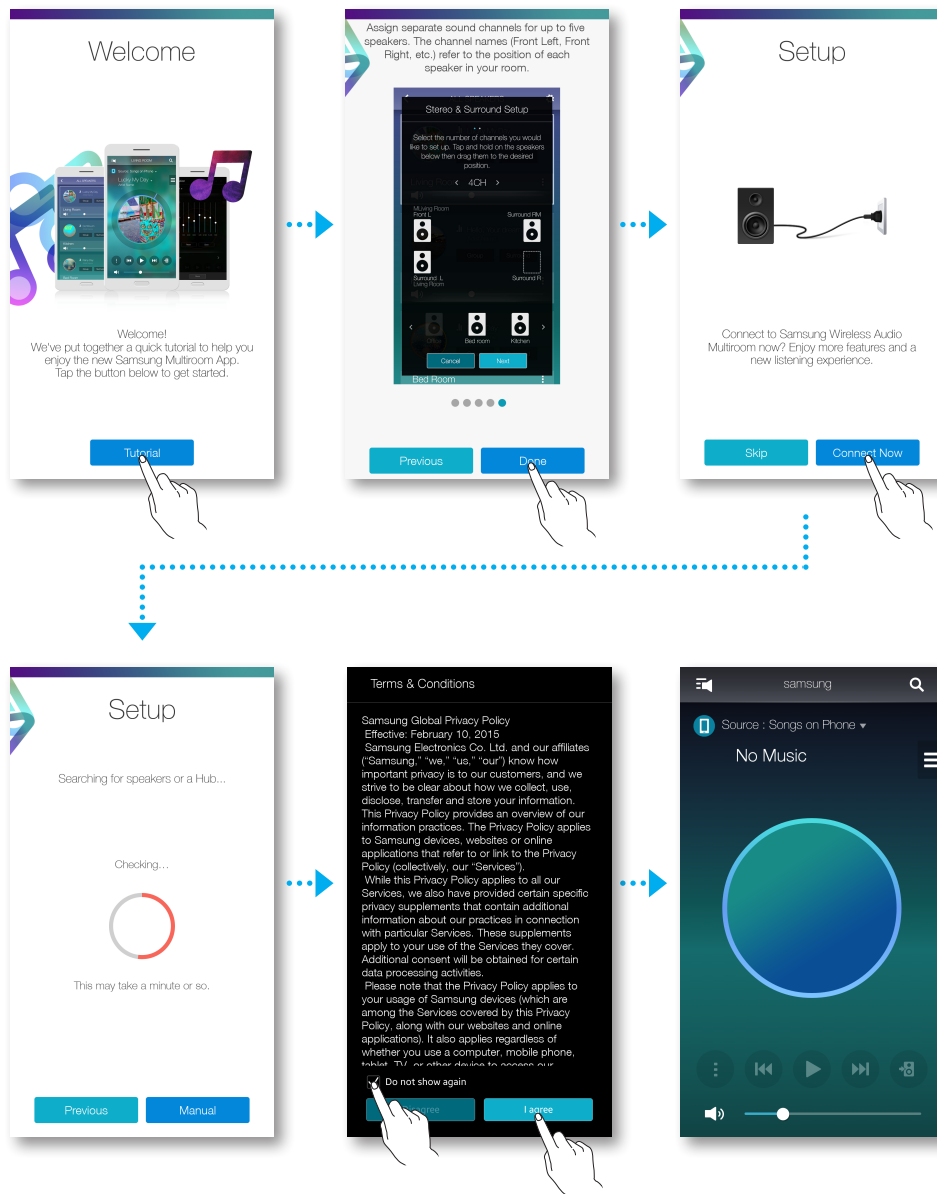 Welcome
Welcome!
We've put together a quick tutorial to help you
enjoy the new Samsung Multiroom App.
Tap the button below to get started.
Tutorial
Assign separate sound channels for up to five
speakers. The channel names (Front Left, Front
Right, etc.) refer to the position of each
speaker in your room.
Stereo & Surround Setup
Select the number of channels you would
like to set up. Tap and hold on the speakers
below then drag them to the desired
position.
4CH
MLiving Room
Front L
Surround RM
Surround L
Living Room
Surround R
Office
Bed room
Kitchen
Cancel
Next
Bed Room
Previous
Done
Setup
Connect to Samsung Wireless Audio
Multiroom now? Enjoy more features and a
new listening experience.
Skip
Connect Now
Setup
Searching for speakers or a Hub...
Checking...
This may take a minute or so.
Previous
Manual
Terms & Conditions
Samsung Global Privacy Policy
Effective: February 10, 2015
Samsung Electronics Co. Ltd. and our affiliates
("Samsung," "we," "us," "our") know how
important privacy is to our customers, and we
strive to be clear about how we collect, use,
disclose, transfer and store your information.
This Privacy Policy provides an overview of our
information practices. The Privacy Policy applies
to Samsung devices, websites or online
applications that refer to or link to the Privacy
Policy (collectively, our "Services").
While this Privacy Policy applies to all our
Services, we also have provided certain specific
privacy supplements that contain additional
information about our practices in connection
with particular Services. These supplements
apply to your use of the Services they cover.
Additional consent will be obtained for certain
data processing activities.
Please note that the Privacy Policy applies to
your usage of Samsung devices (which are
among the Services covered by this Privacy
Policy, along with our websites and online
applications). It also applies regardless of
whether you use a computer, mobile phone,
tablet, TV, or other device to access our
Do not show again
I agree
samsung
Source : Songs on Phone
No Music